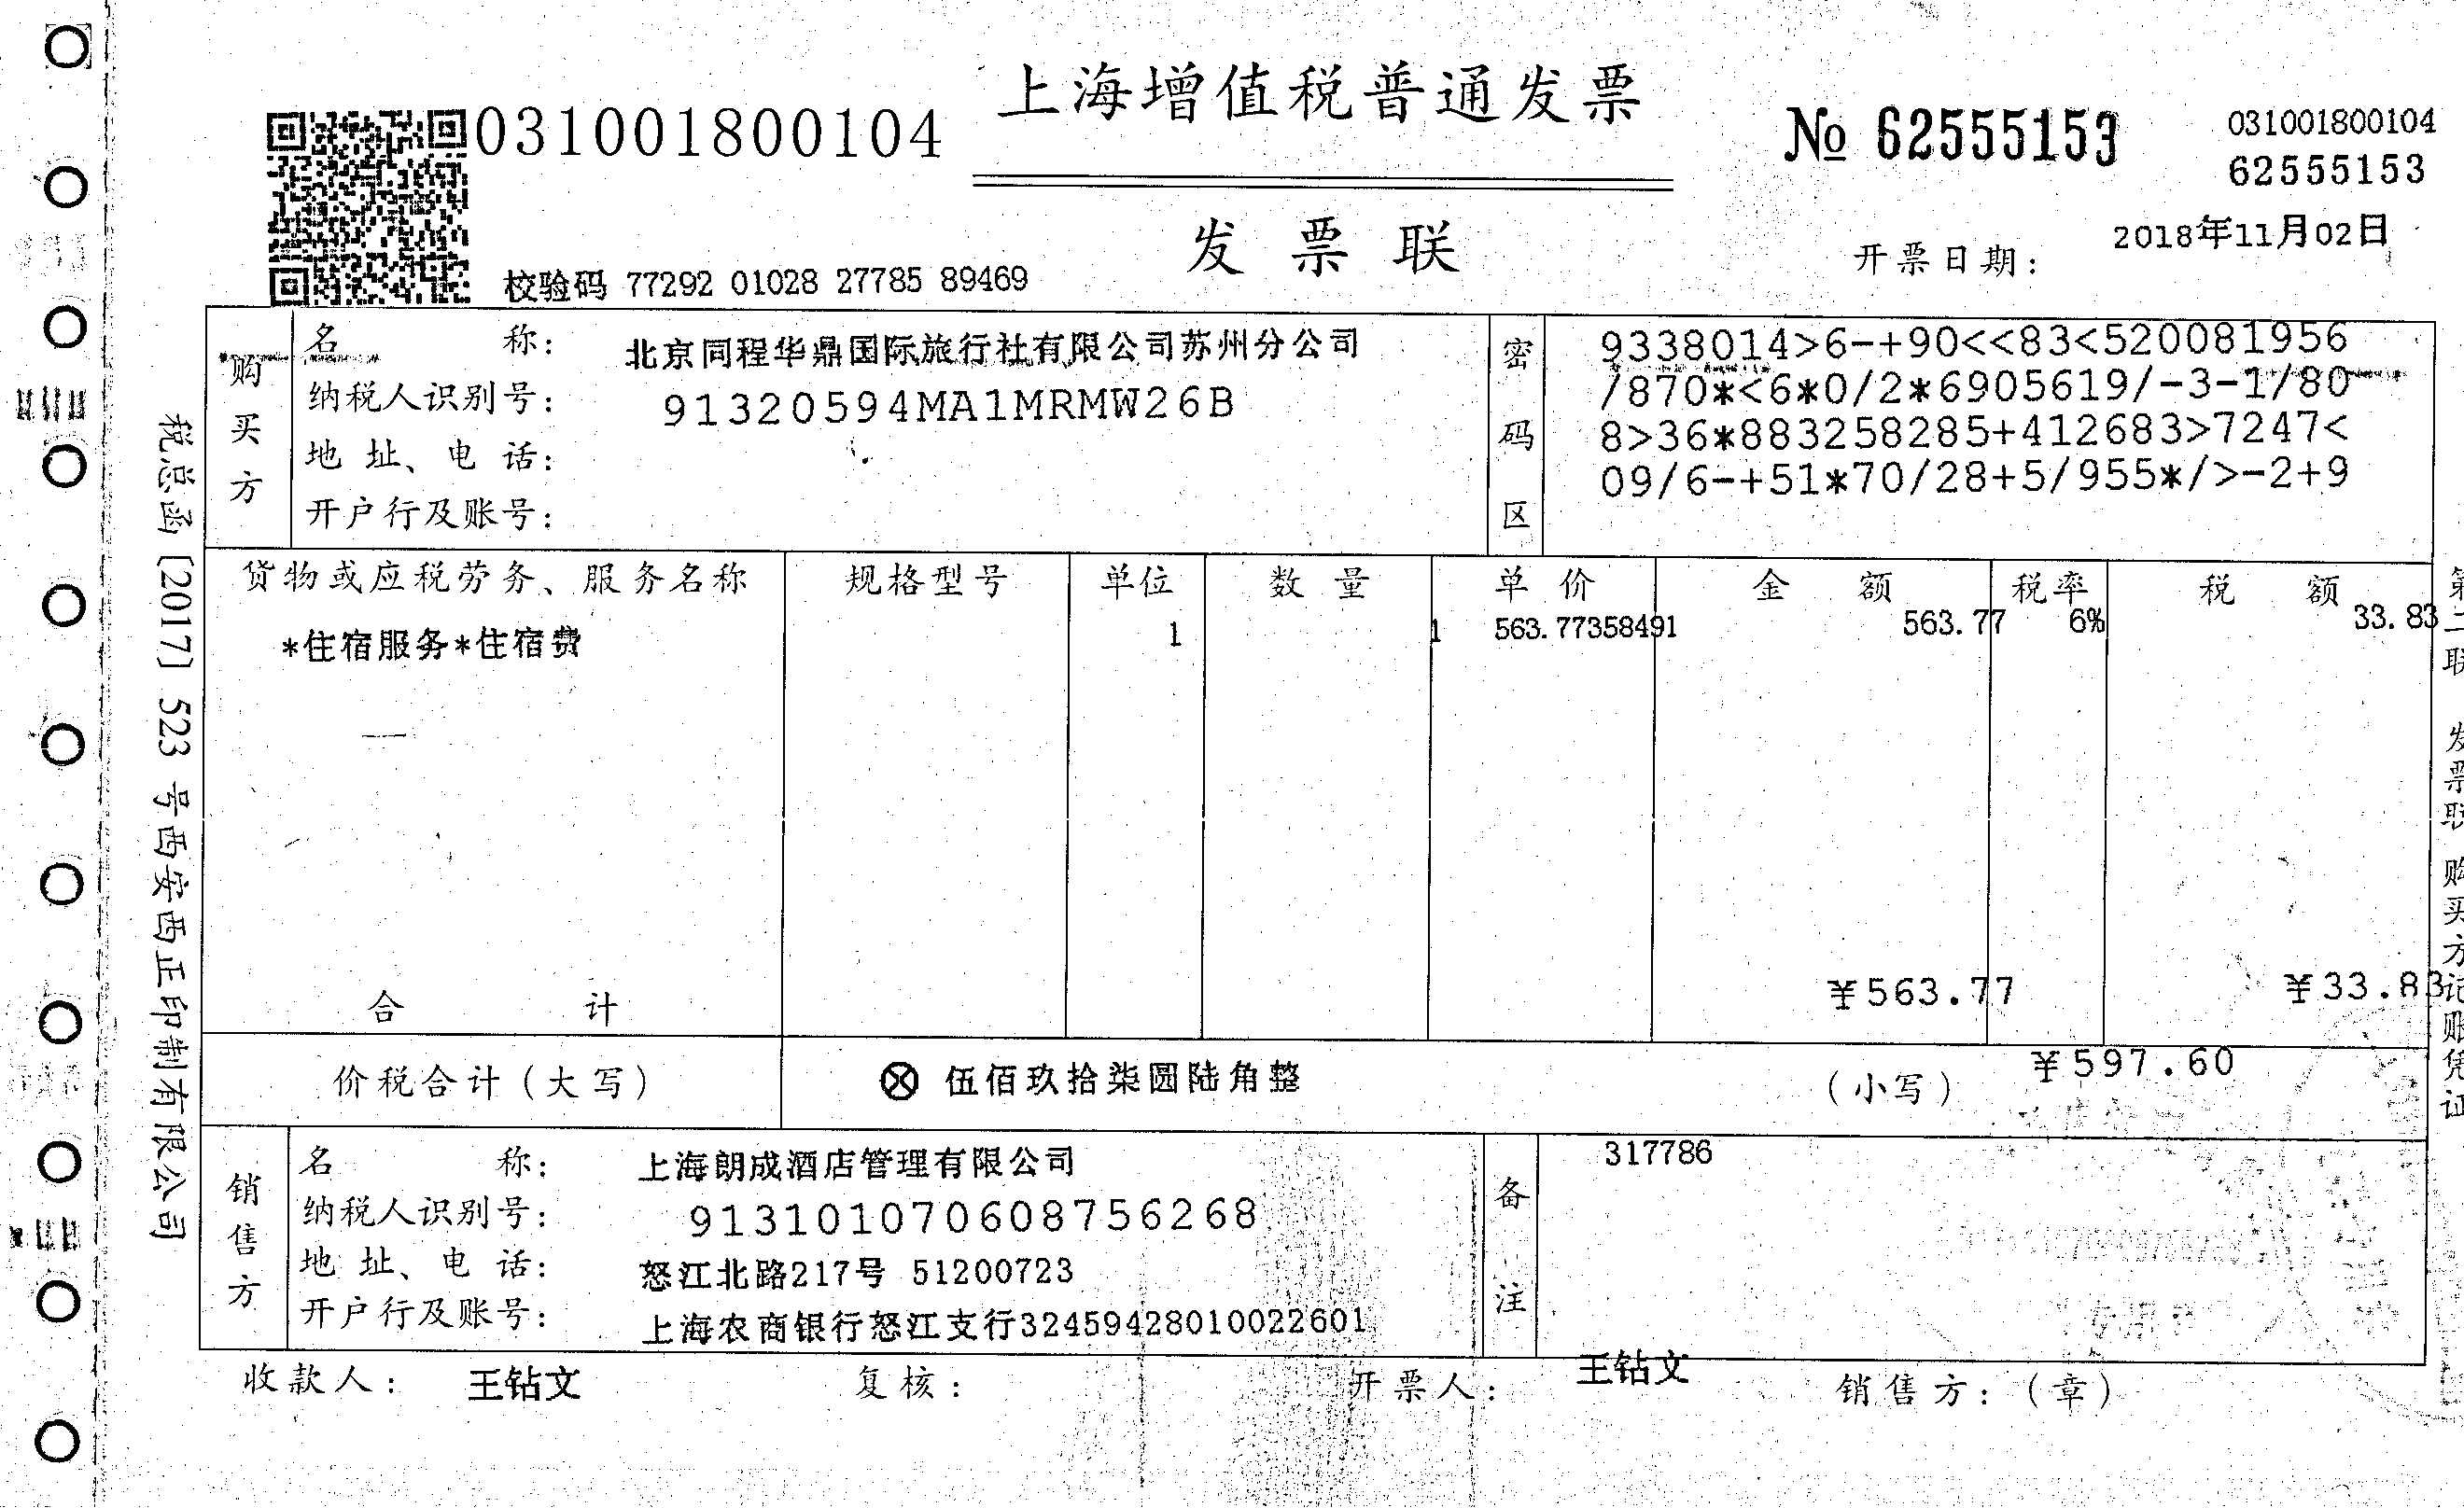 上海增值税普通发票
031001800104
№ 62555153
031001800104
62555153
发票联
校验码 77292 01028 27785 89469
开票日期：2018年11月02日
税总函〔2017〕523号西安西正印制有限公司
购买方
名称：北京同程华鼎国际旅行社有限公司苏州分公司
纳税人识别号：91320594MA1MRMW26B
地址、电话：
开户行及账号：
密码区
9338014>6-+90<<83<520081956
/870*<6*0/2*6905619/-3-1/80
8>36*883258285+412683>7247<
09/6-+51*70/28+5/955*/>-2+9
货物或应税劳务、服务名称 规格型号 单位 数量 单价 金额 税率 税额
*住宿服务*住宿费 1 1 563.77358491 563.77 6% 33.83
合计 ¥563.77 ¥33.83
价税合计（大写） ⊗伍佰玖拾柒圆陆角整 （小写） ¥597.60
销售方
名称：上海朗成酒店管理有限公司
纳税人识别号：913101070608756268
地址、电话：怒江北路217号 51200723
开户行及账号：上海农商银行怒江支行32459428010022601
备注
317786
收款人：王钻文 复核： 开票人：王钻文 销售方：（章）
第二联 发票联 购买方记账凭证